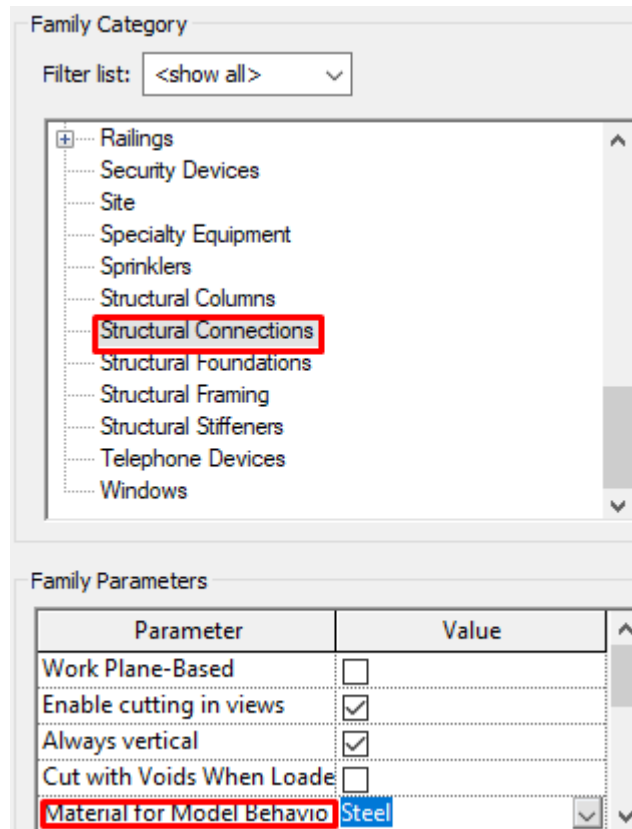 Family Category
Filter list: <show all>
Railings
Security Devices
Site
Specialty Equipment
Sprinklers
Structural Columns
Structural Connections
Structural Foundations
Structural Framing
Structural Stiffeners
Telephone Devices
Windows
Family Parameters
Parameter Value
Work Plane-Based
Enable cutting in views
Always vertical
Cut with Voids When Loade
Material for Model Behavio Steel